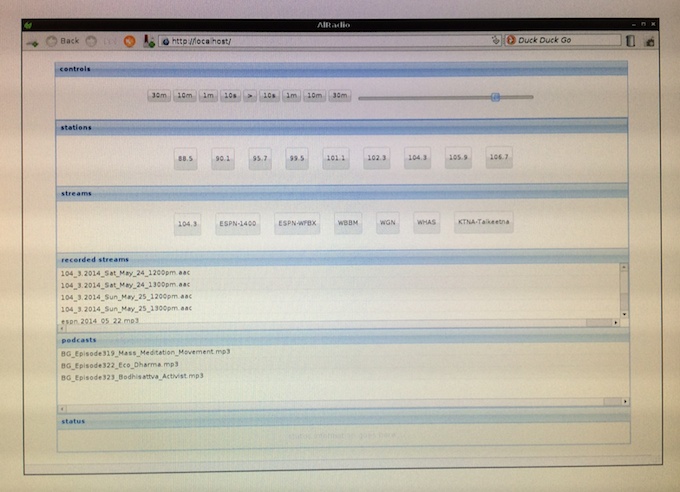 AlRadio
Back http://localhost/ Duck Duck Go
controls
30m 10m 1m 10s > 10s 1m 10m 30m
stations
88.5 90.1 95.7 99.5 101.1 102.3 104.3 105.9 106.7
streams
104.3 ESPN-1400 ESPN-WFBX WBBM WGN WHAS KTNA-Talkeetna
recorded streams
104_3.2014_Sat_May_24_1200pm.aac
104_3.2014_Sat_May_24_1300pm.aac
104_3.2014_Sun_May_25_1200pm.aac
104_3.2014_Sun_May_25_1300pm.aac
espn.2014_05_22.mp3
podcasts
BG_Episode319_Mass_Meditation_Movement.mp3
BG_Episode322_Eco_Dharma.mp3
BG_Episode323_Bodhisattva_Activist.mp3
status